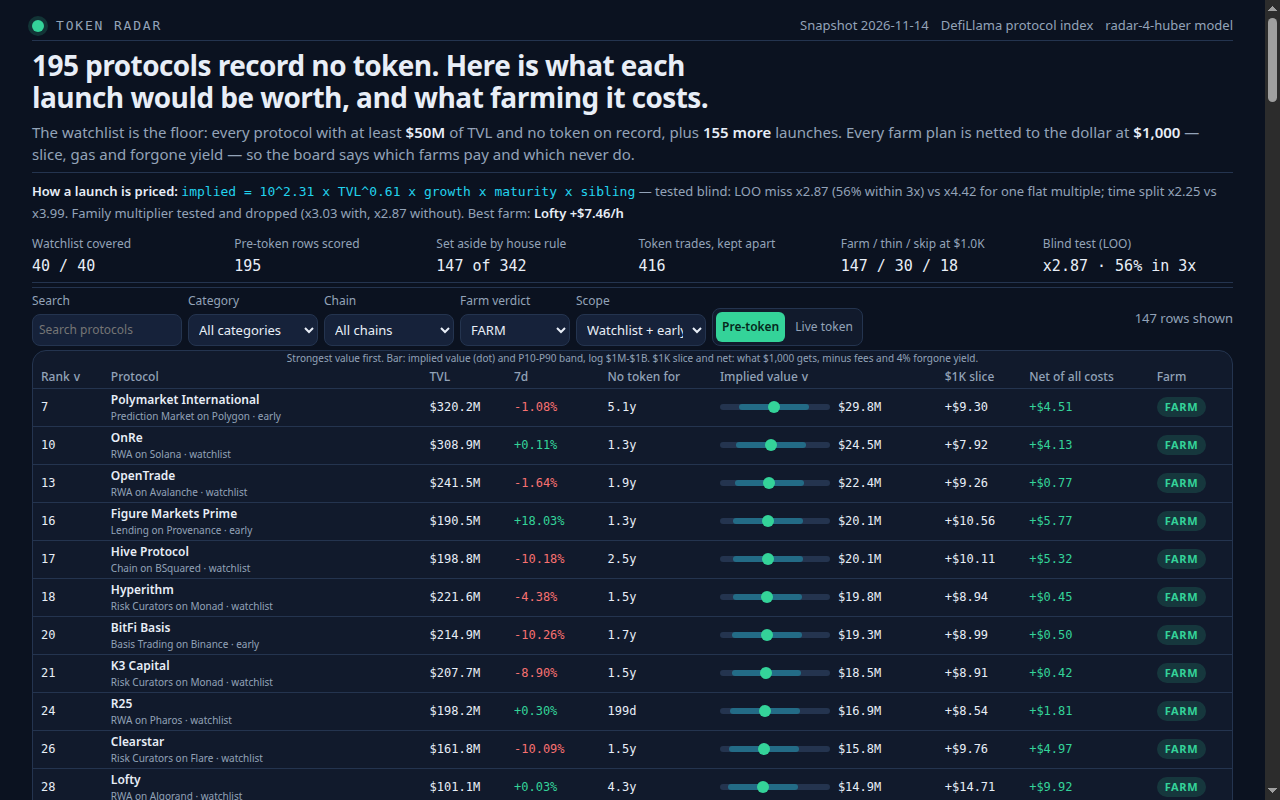 TOKEN RADAR
Snapshot 2026-11-14 DefiLlama protocol index radar-4-huber model
195 protocols record no token. Here is what each
launch would be worth, and what farming it costs.
The watchlist is the floor: every protocol with at least $50M of TVL and no token on record, plus 155 more launches. Every farm plan is netted to the dollar at $1,000 —
slice, gas and forgone yield — so the board says which farms pay and which never do.
How a launch is priced: implied = 10^2.31 x TVL^0.61 x growth x maturity x sibling — tested blind: LOO miss x2.87 (56% within 3x) vs x4.42 for one flat multiple; time split x2.25 vs
x3.99. Family multiplier tested and dropped (x3.03 with, x2.87 without). Best farm: Lofty +$7.46/h
Watchlist covered Pre-token rows scored Set aside by house rule Token trades, kept apart Farm / thin / skip at $1.0K Blind test (LOO)
40 / 40 195 147 of 342 416 147 / 30 / 18 x2.87 · 56% in 3x
Search Category Chain Farm verdict Scope
Search protocols All categories All chains FARM Watchlist + early Pre-token Live token 147 rows shown
Strongest value first. Bar: implied value (dot) and P10-P90 band, log $1M-$1B. $1K slice and net: what $1,000 gets, minus fees and 4% forgone yield.
Rank v Protocol TVL 7d No token for Implied value v $1K slice Net of all costs Farm
7 Polymarket International $320.2M -1.08% 5.1y $29.8M +$9.30 +$4.51 FARM
Prediction Market on Polygon · early
10 OnRe $308.9M +0.11% 1.3y $24.5M +$7.92 +$4.13 FARM
RWA on Solana · watchlist
13 OpenTrade $241.5M -1.64% 1.9y $22.4M +$9.26 +$0.77 FARM
RWA on Avalanche · watchlist
16 Figure Markets Prime $190.5M +18.03% 1.3y $20.1M +$10.56 +$5.77 FARM
Lending on Provenance · early
17 Hive Protocol $198.8M -10.18% 2.5y $20.1M +$10.11 +$5.32 FARM
Chain on BSquared · watchlist
18 Hyperithm $221.6M -4.38% 1.5y $19.8M +$8.94 +$0.45 FARM
Risk Curators on Monad · watchlist
20 BitFi Basis $214.9M -10.26% 1.7y $19.3M +$8.99 +$0.50 FARM
Basis Trading on Binance · early
21 K3 Capital $207.7M -8.90% 1.5y $18.5M +$8.91 +$0.42 FARM
Risk Curators on Monad · watchlist
24 R25 $198.2M +0.30% 199d $16.9M +$8.54 +$1.81 FARM
RWA on Pharos · watchlist
26 Clearstar $161.8M -10.09% 1.5y $15.8M +$9.76 +$4.97 FARM
Risk Curators on Flare · watchlist
28 Lofty $101.1M +0.03% 4.3y $14.9M +$14.71 +$9.92 FARM
RWA on Algorand · watchlist